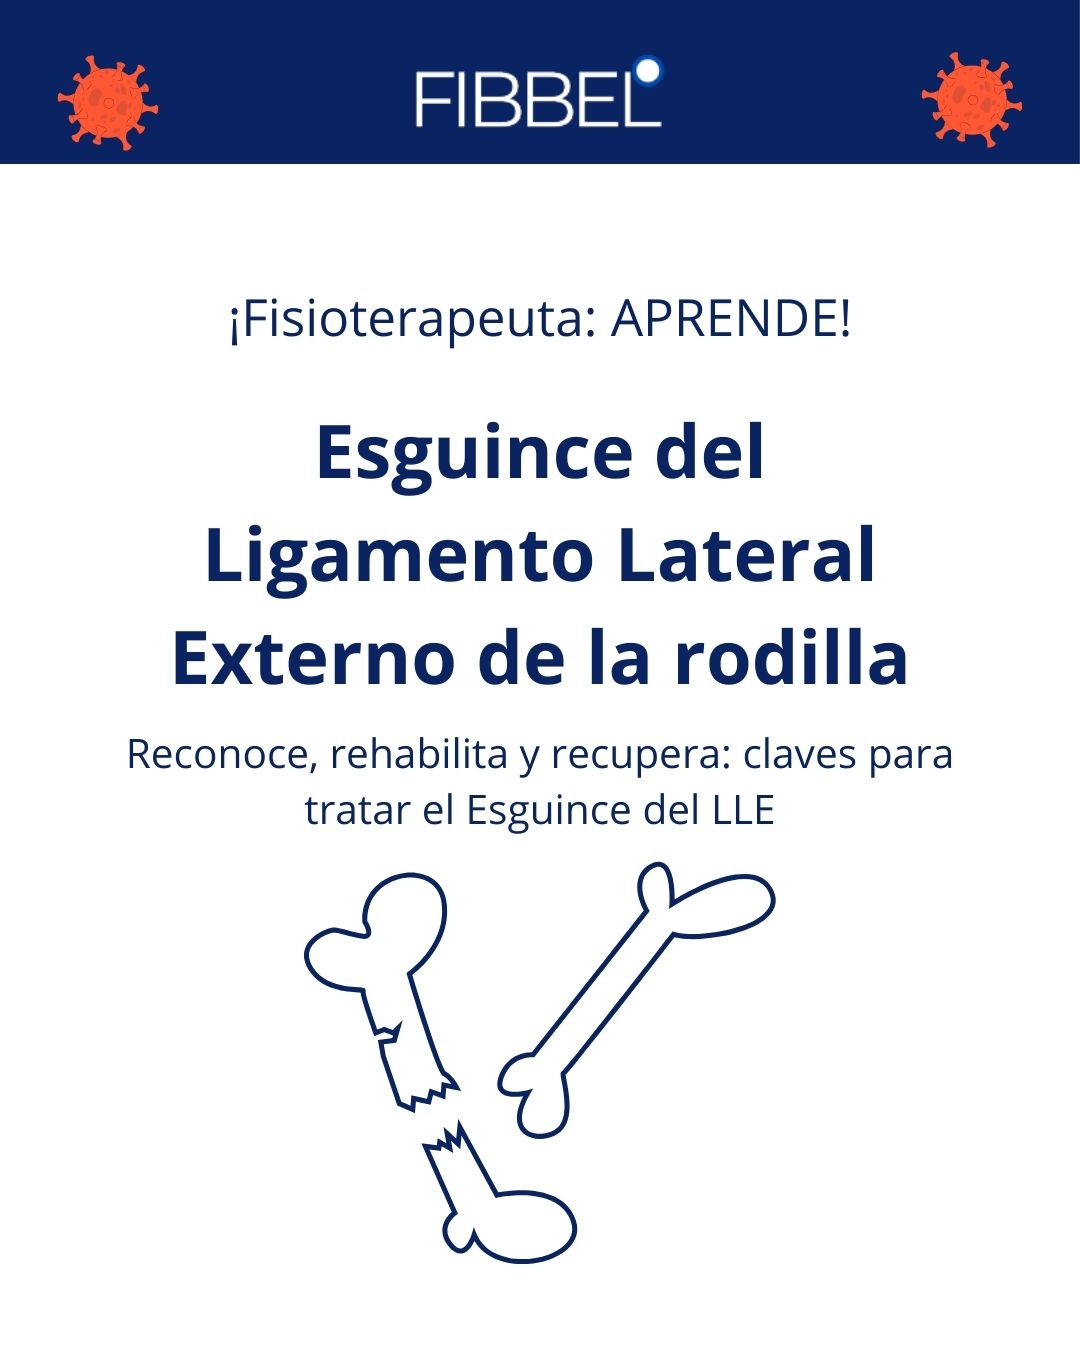 FIBBEL
¡Fisioterapeuta: APRENDE!
Esguince del
Ligamento Lateral
Externo de la rodilla
Reconoce, rehabilita y recupera: claves para
tratar el Esguince del LLE